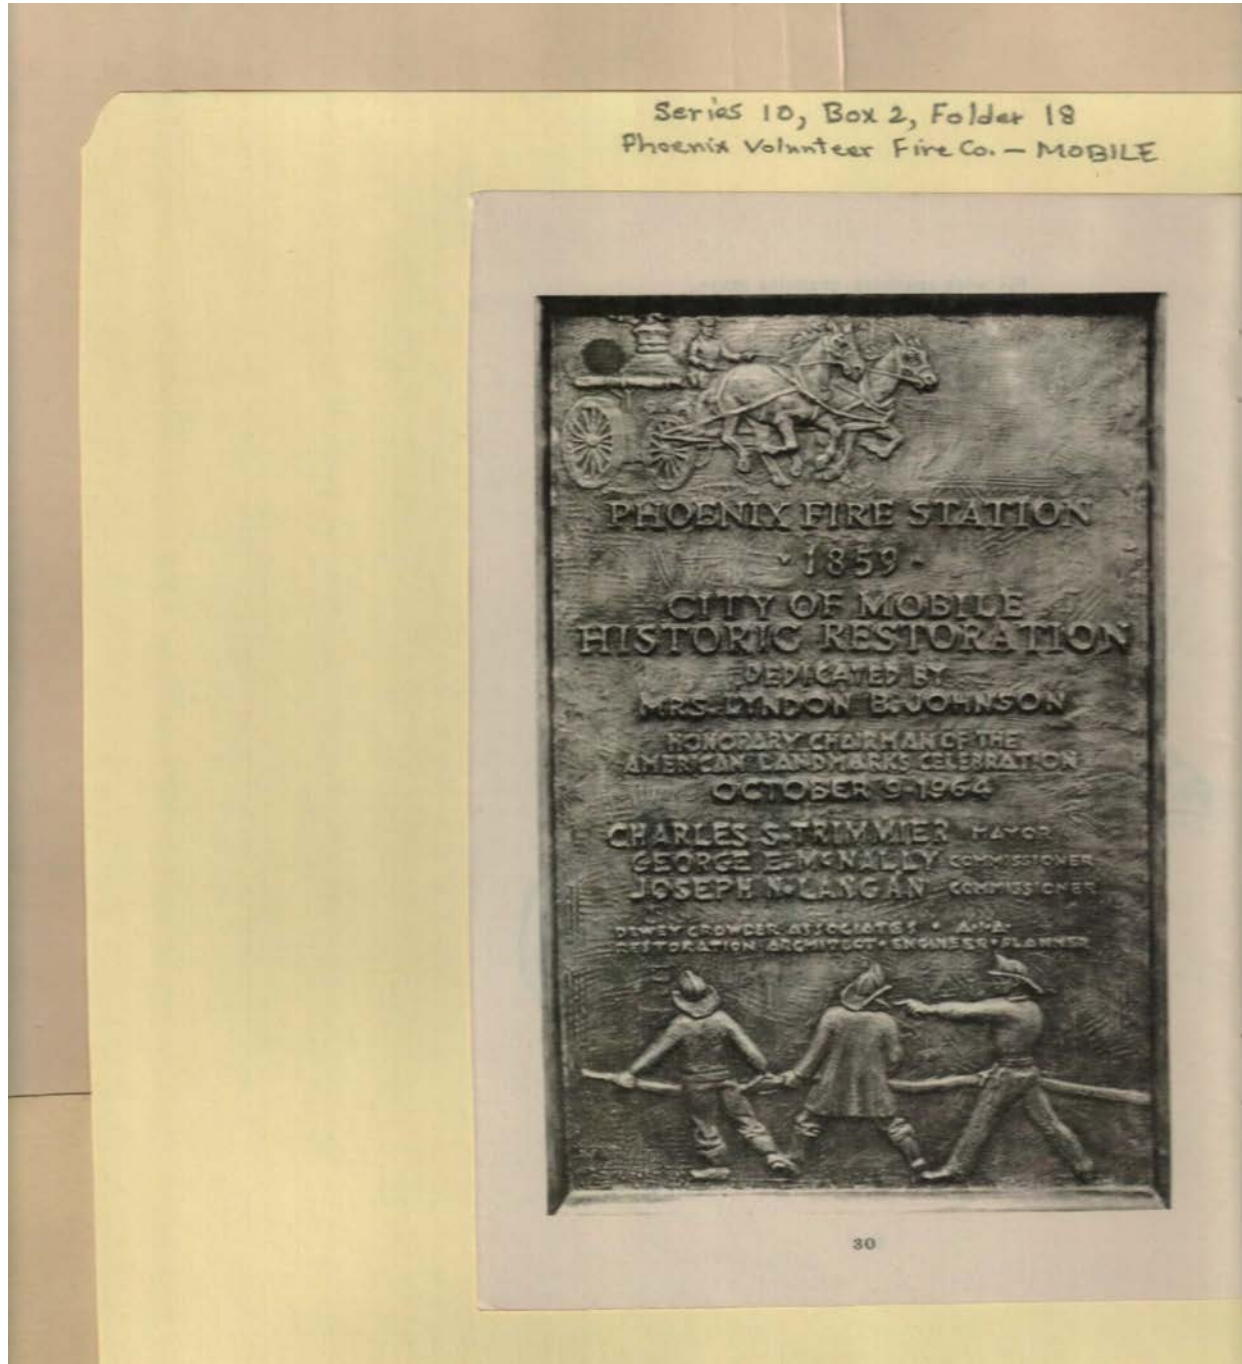 Series 10, Box 2, Folder 18
Phoenix Volunteer Fire Co. — MOBILE
PHOENIX FIRE STATION
· 1859 ·
CITY OF MOBILE
HISTORIC RESTORATION
DEDICATED BY
MRS. LYNDON B. JOHNSON
HONORARY CHAIRMAN OF THE
AMERICAN LANDMARKS CELEBRATION
OCTOBER 9·1964
CHARLES S·TRIMMIER MAYOR
GEORGE E·MCNALLY COMMISSIONER
JOSEPH N·LANGAN COMMISSIONER
DEWEY CROWDER ASSOCIATES · A·I·A·
RESTORATION ARCHITECT·ENGINEER·PLANNER
30